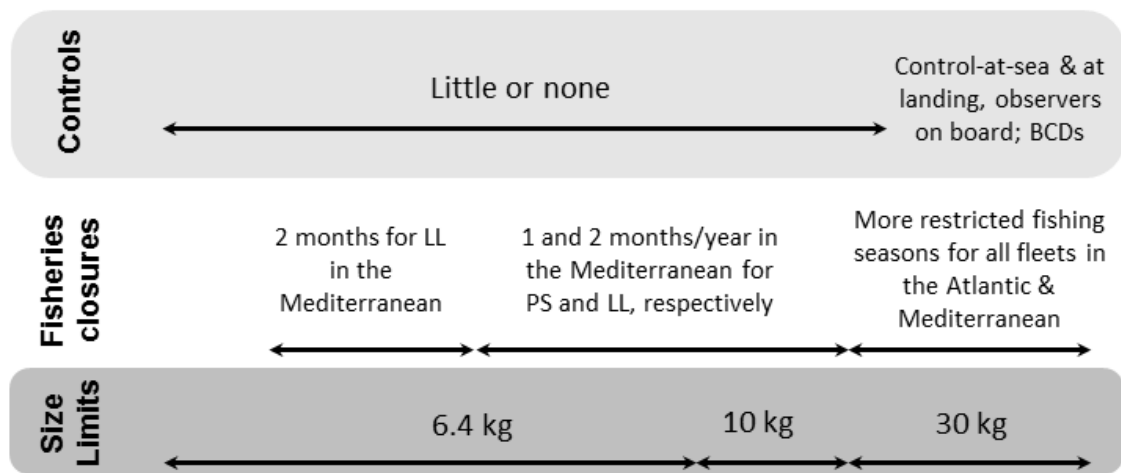 Controls
Little or none
Control-at-sea & at
landing, observers
on board; BCDs
Fisheries
closures
2 months for LL
in the
Mediterranean
1 and 2 months/year in
the Mediterranean for
PS and LL, respectively
More restricted fishing
seasons for all fleets in
the Atlantic &
Mediterranean
Size
Limits
6.4 kg
10 kg
30 kg